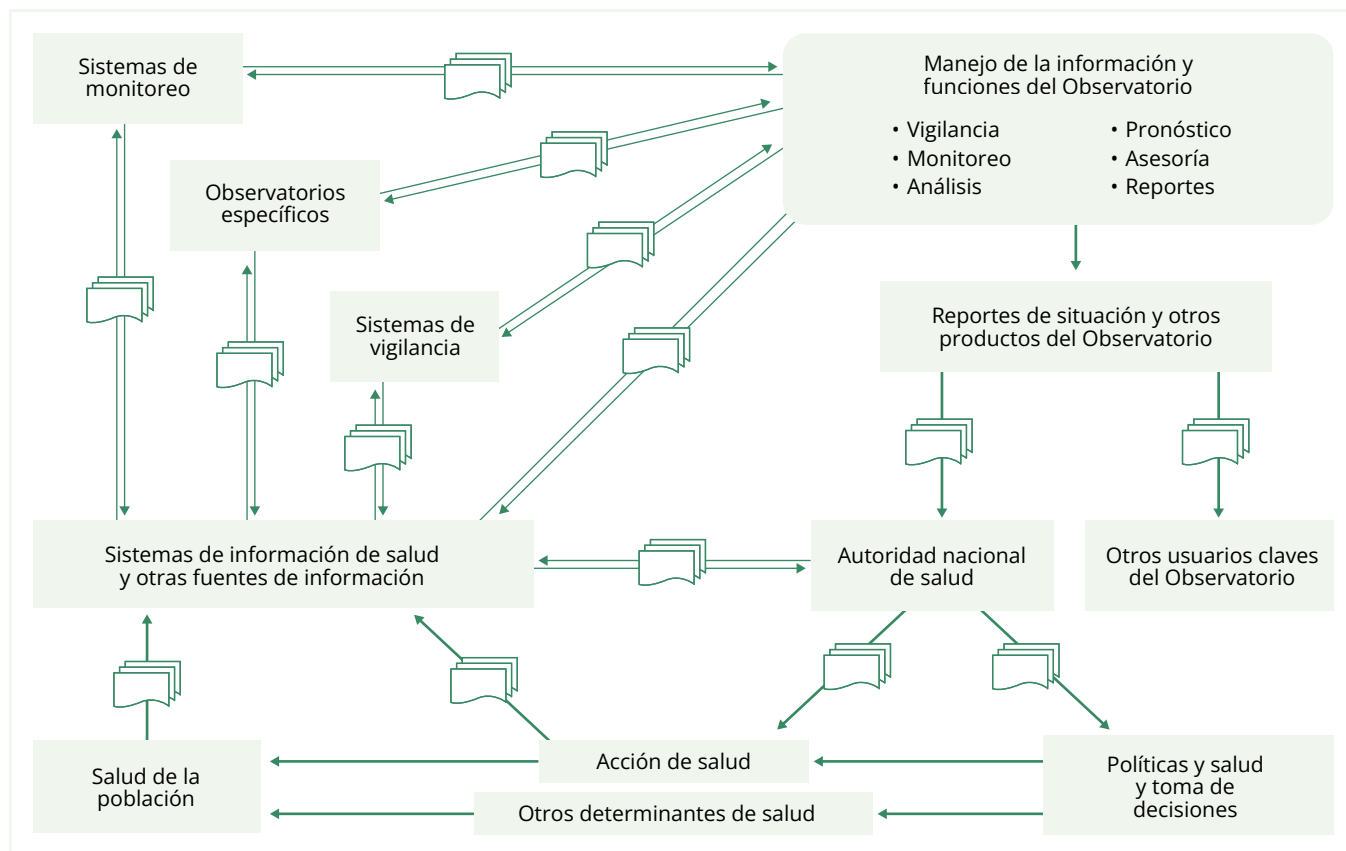 Sistemas de
monitoreo
Manejo de la información y
funciones del Observatorio
• Vigilancia
• Monitoreo
• Análisis
• Pronóstico
• Asesoría
• Reportes
Observatorios
específicos
Sistemas de
vigilancia
Reportes de situación y otros
productos del Observatorio
Sistemas de información de salud
y otras fuentes de información
Autoridad nacional
de salud
Otros usuarios claves
del Observatorio
Salud de la
población
Acción de salud
Otros determinantes de salud
Políticas y salud
y toma de
decisiones